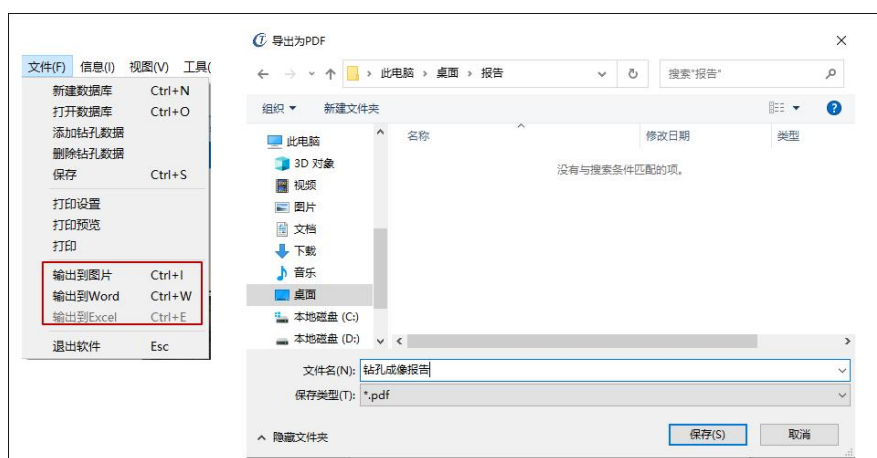 文件(F) 信息(I) 视图(V) 工具(
新建数据库 Ctrl+N
打开数据库 Ctrl+O
添加钻孔数据
删除钻孔数据
保存 Ctrl+S
打印设置
打印预览
打印
输出到图片 Ctrl+I
输出到Word Ctrl+W
输出到Excel Ctrl+E
退出软件 Esc
导出为PDF
此电脑 › 桌面 › 报告
搜索"报告"
组织 新建文件夹
名称 修改日期 类型
没有与搜索条件匹配的项。
此电脑
3D 对象
视频
图片
文档
下载
音乐
桌面
本地磁盘 (C:)
本地磁盘 (D:)
文件名(N): 钻孔成像报告
保存类型(T): *.pdf
隐藏文件夹 保存(S) 取消